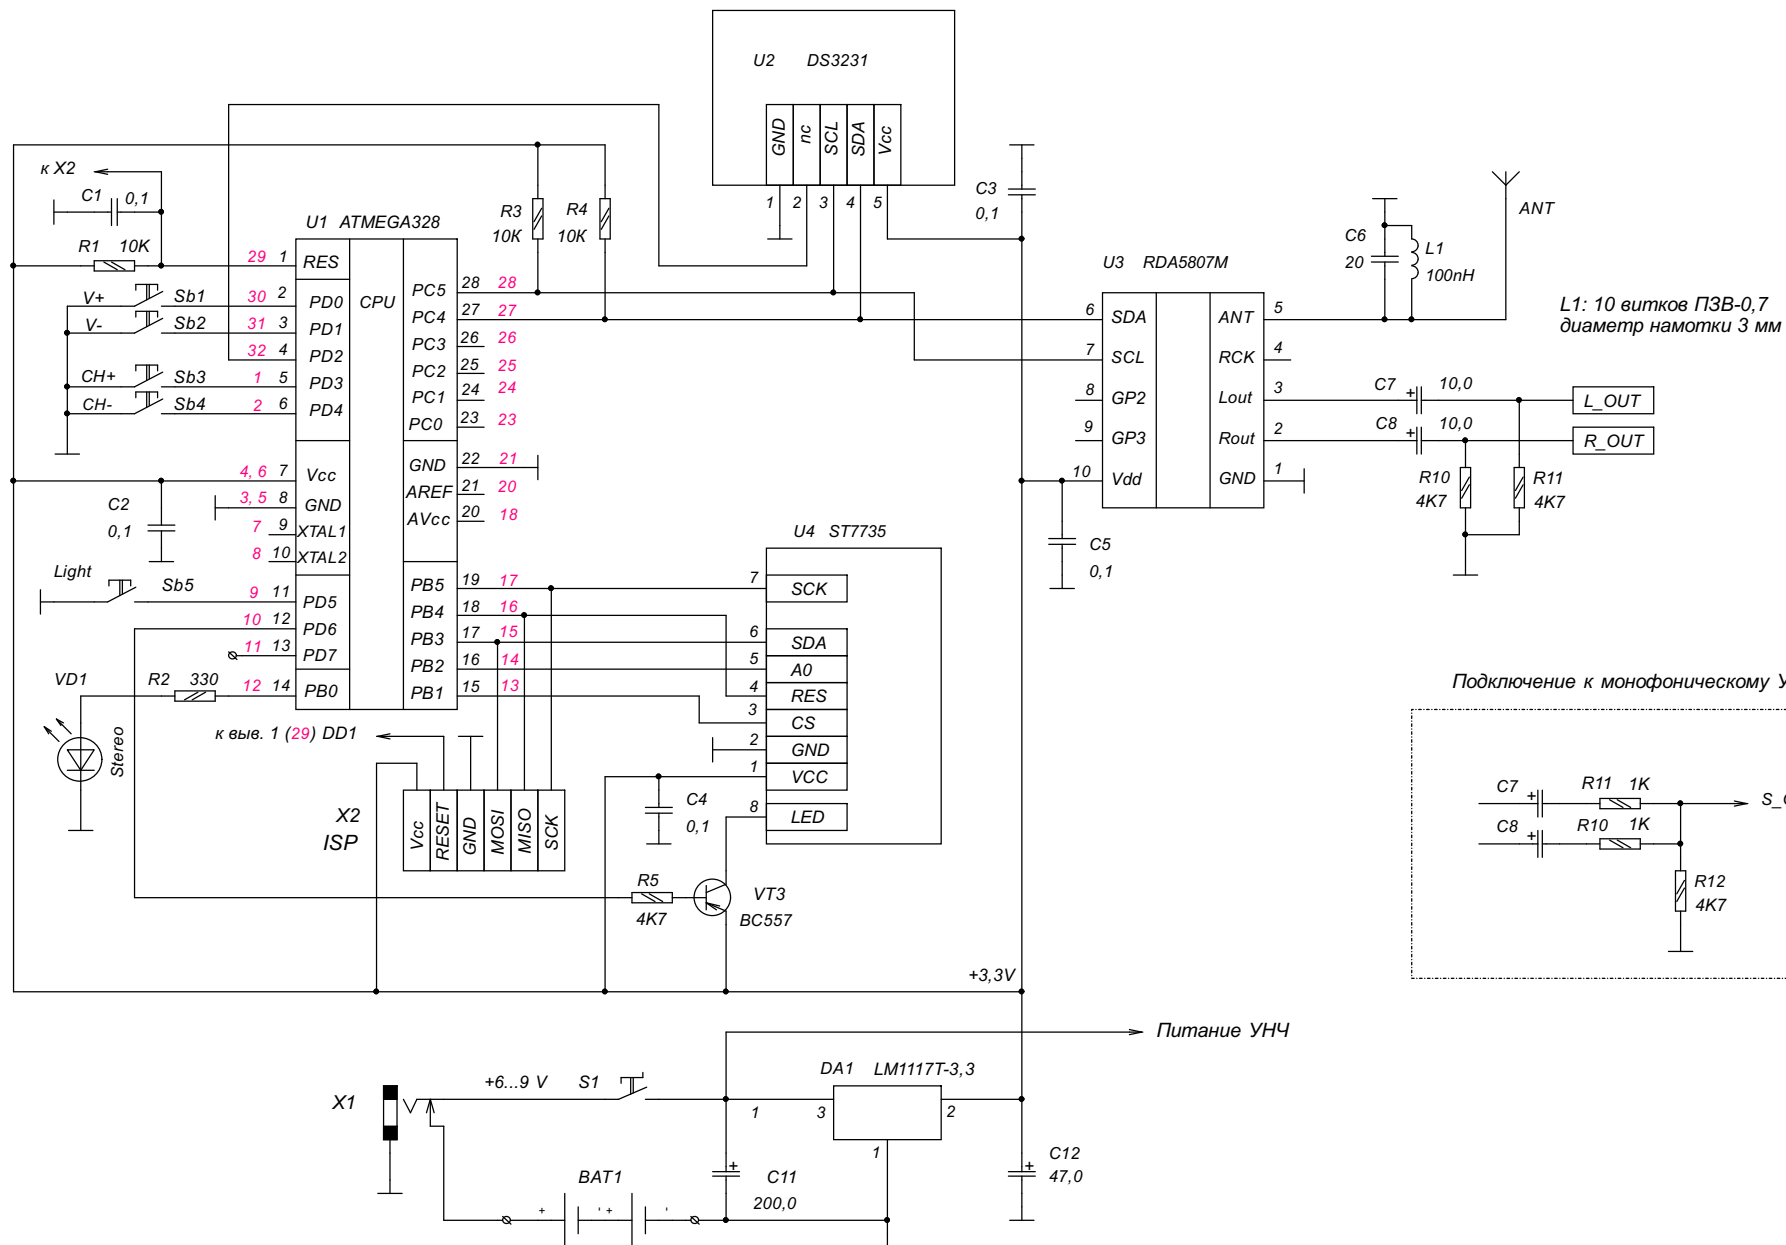 U2 DS3231
GND
nc
SCL
SDA
Vcc
1 2 3 4 5
к X2
C1 0,1
R1 10K
U1 ATMEGA328
CPU
R3
10К
R4
10K
C3
0,1
29 1 RES
V+ Sb1 30 2 PD0
V- Sb2 31 3 PD1
32 4 PD2
CH+ Sb3 1 5 PD3
CH- Sb4 2 6 PD4
4, 6 7 Vcc
3, 5 8 GND
7 9 XTAL1
8 10 XTAL2
C2
0,1
Light Sb5 9 11 PD5
10 12 PD6
11 13 PD7
VD1 R2 330 12 14 PB0
Stereo
PC5 28 28
PC4 27 27
PC3 26 26
PC2 25 25
PC1 24 24
PC0 23 23
GND 22 21
AREF 21 20
AVcc 20 18
PB5 19 17
PB4 18 16
PB3 17 15
PB2 16 14
PB1 15 13
U3 RDA5807M
6 SDA
7 SCL
8 GP2
9 GP3
10 Vdd
ANT 5
RCK 4
Lout 3
Rout 2
GND 1
C6
20
L1
100nH
ANT
L1: 10 витков ПЗВ-0,7
диаметр намотки 3 мм
C7 + 10,0 L_OUT
C8 + 10,0 R_OUT
R10
4K7
R11
4K7
C5
0,1
U4 ST7735
7 SCK
6 SDA
5 A0
4 RES
3 CS
2 GND
1 VCC
8 LED
C4
0,1
к выв. 1 (29) DD1
X2
ISP
Vcc
RESET
GND
MOSI
MISO
SCK
R5
4K7
VT3
BC557
Подключение к монофоническому
C7 + R11 1K
C8 + R10 1K
R12
4K7
+3,3V
Питание УНЧ
X1
+6...9 V S1
DA1 LM1117T-3,3
1 3 2
1
C11
200,0
+
C12
47,0
+
BAT1
+ - + -